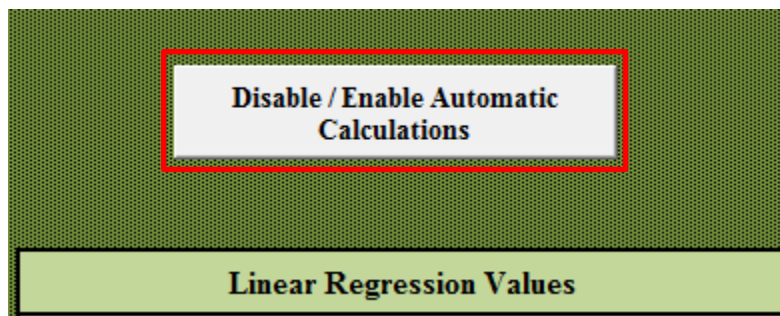 Disable / Enable Automatic
Calculations
Linear Regression Values